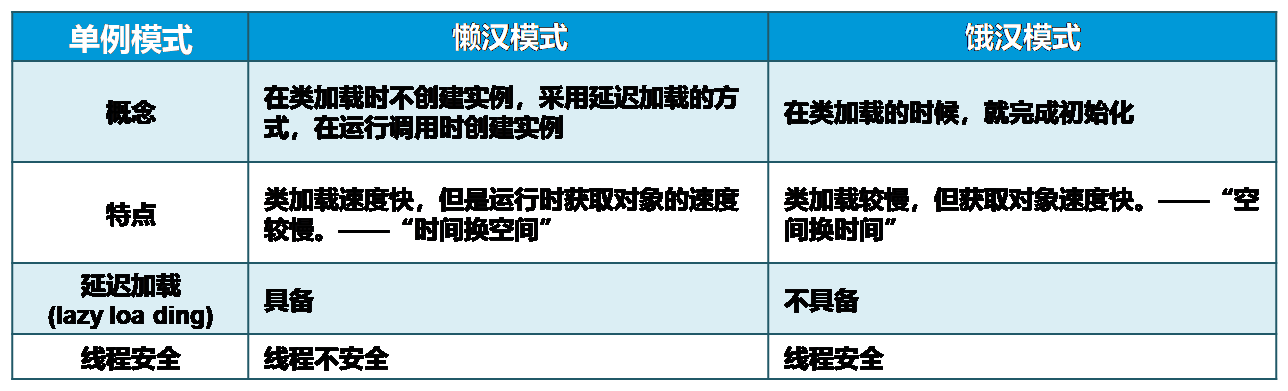 单例模式 懒汉模式 饿汉模式
概念
在类加载时不创建实例，采用延迟加载的方
式，在运行调用时创建实例
在类加载的时候，就完成初始化
特点
类加载速度快，但是运行时获取对象的速度
较慢。——“时间换空间”
类加载较慢，但获取对象速度快。——“空
间换时间”
延迟加载
(lazy loa ding)
具备
不具备
线程安全 线程不安全 线程安全